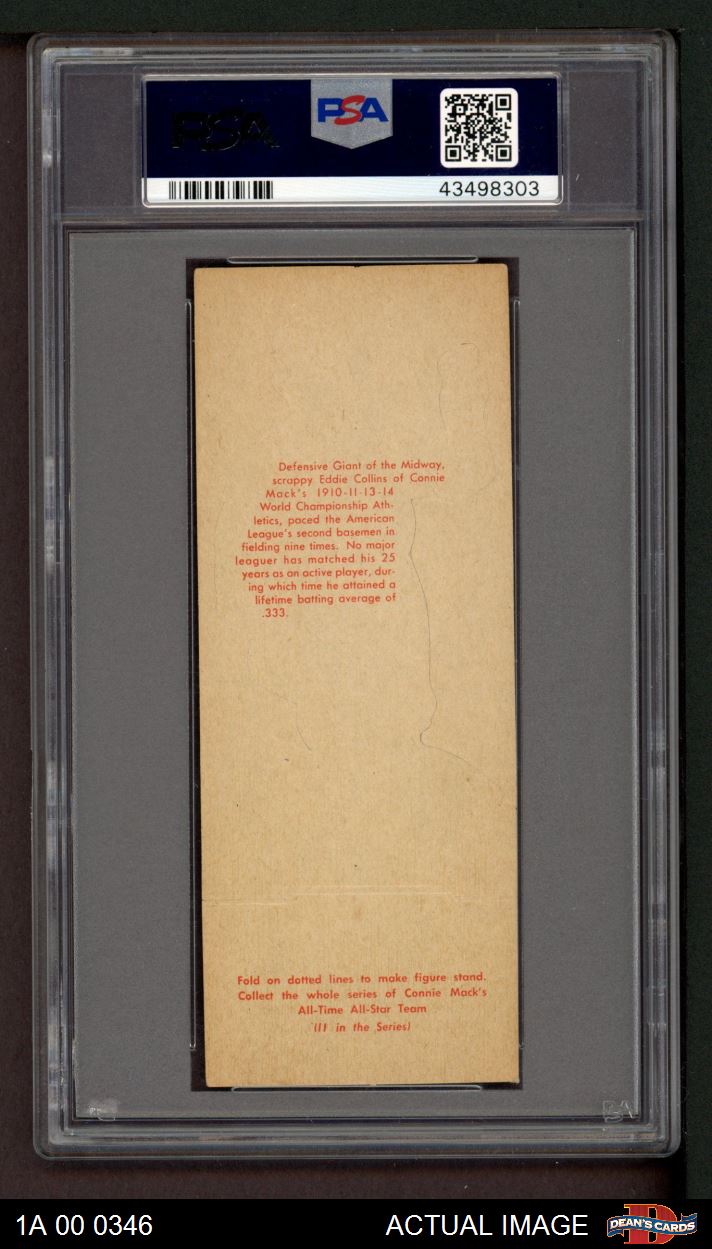 PSA
PSA
43498303
Defensive Giant of the Midway,
scrappy Eddie Collins of Connie
Mack's 1910-11-13-14
World Championship Ath-
letics, paced the American
League's second basemen in
fielding nine times. No major
leaguer has matched his 25
years as an active player, dur-
ing which time he attained a
lifetime batting average of
.333.
Fold on dotted lines to make figure stand.
Collect the whole series of Connie Mack's
All-Time All-Star Team
(11 in the Series)
PSA
1A 00 0346
ACTUAL IMAGE
DEAN'S CARDS